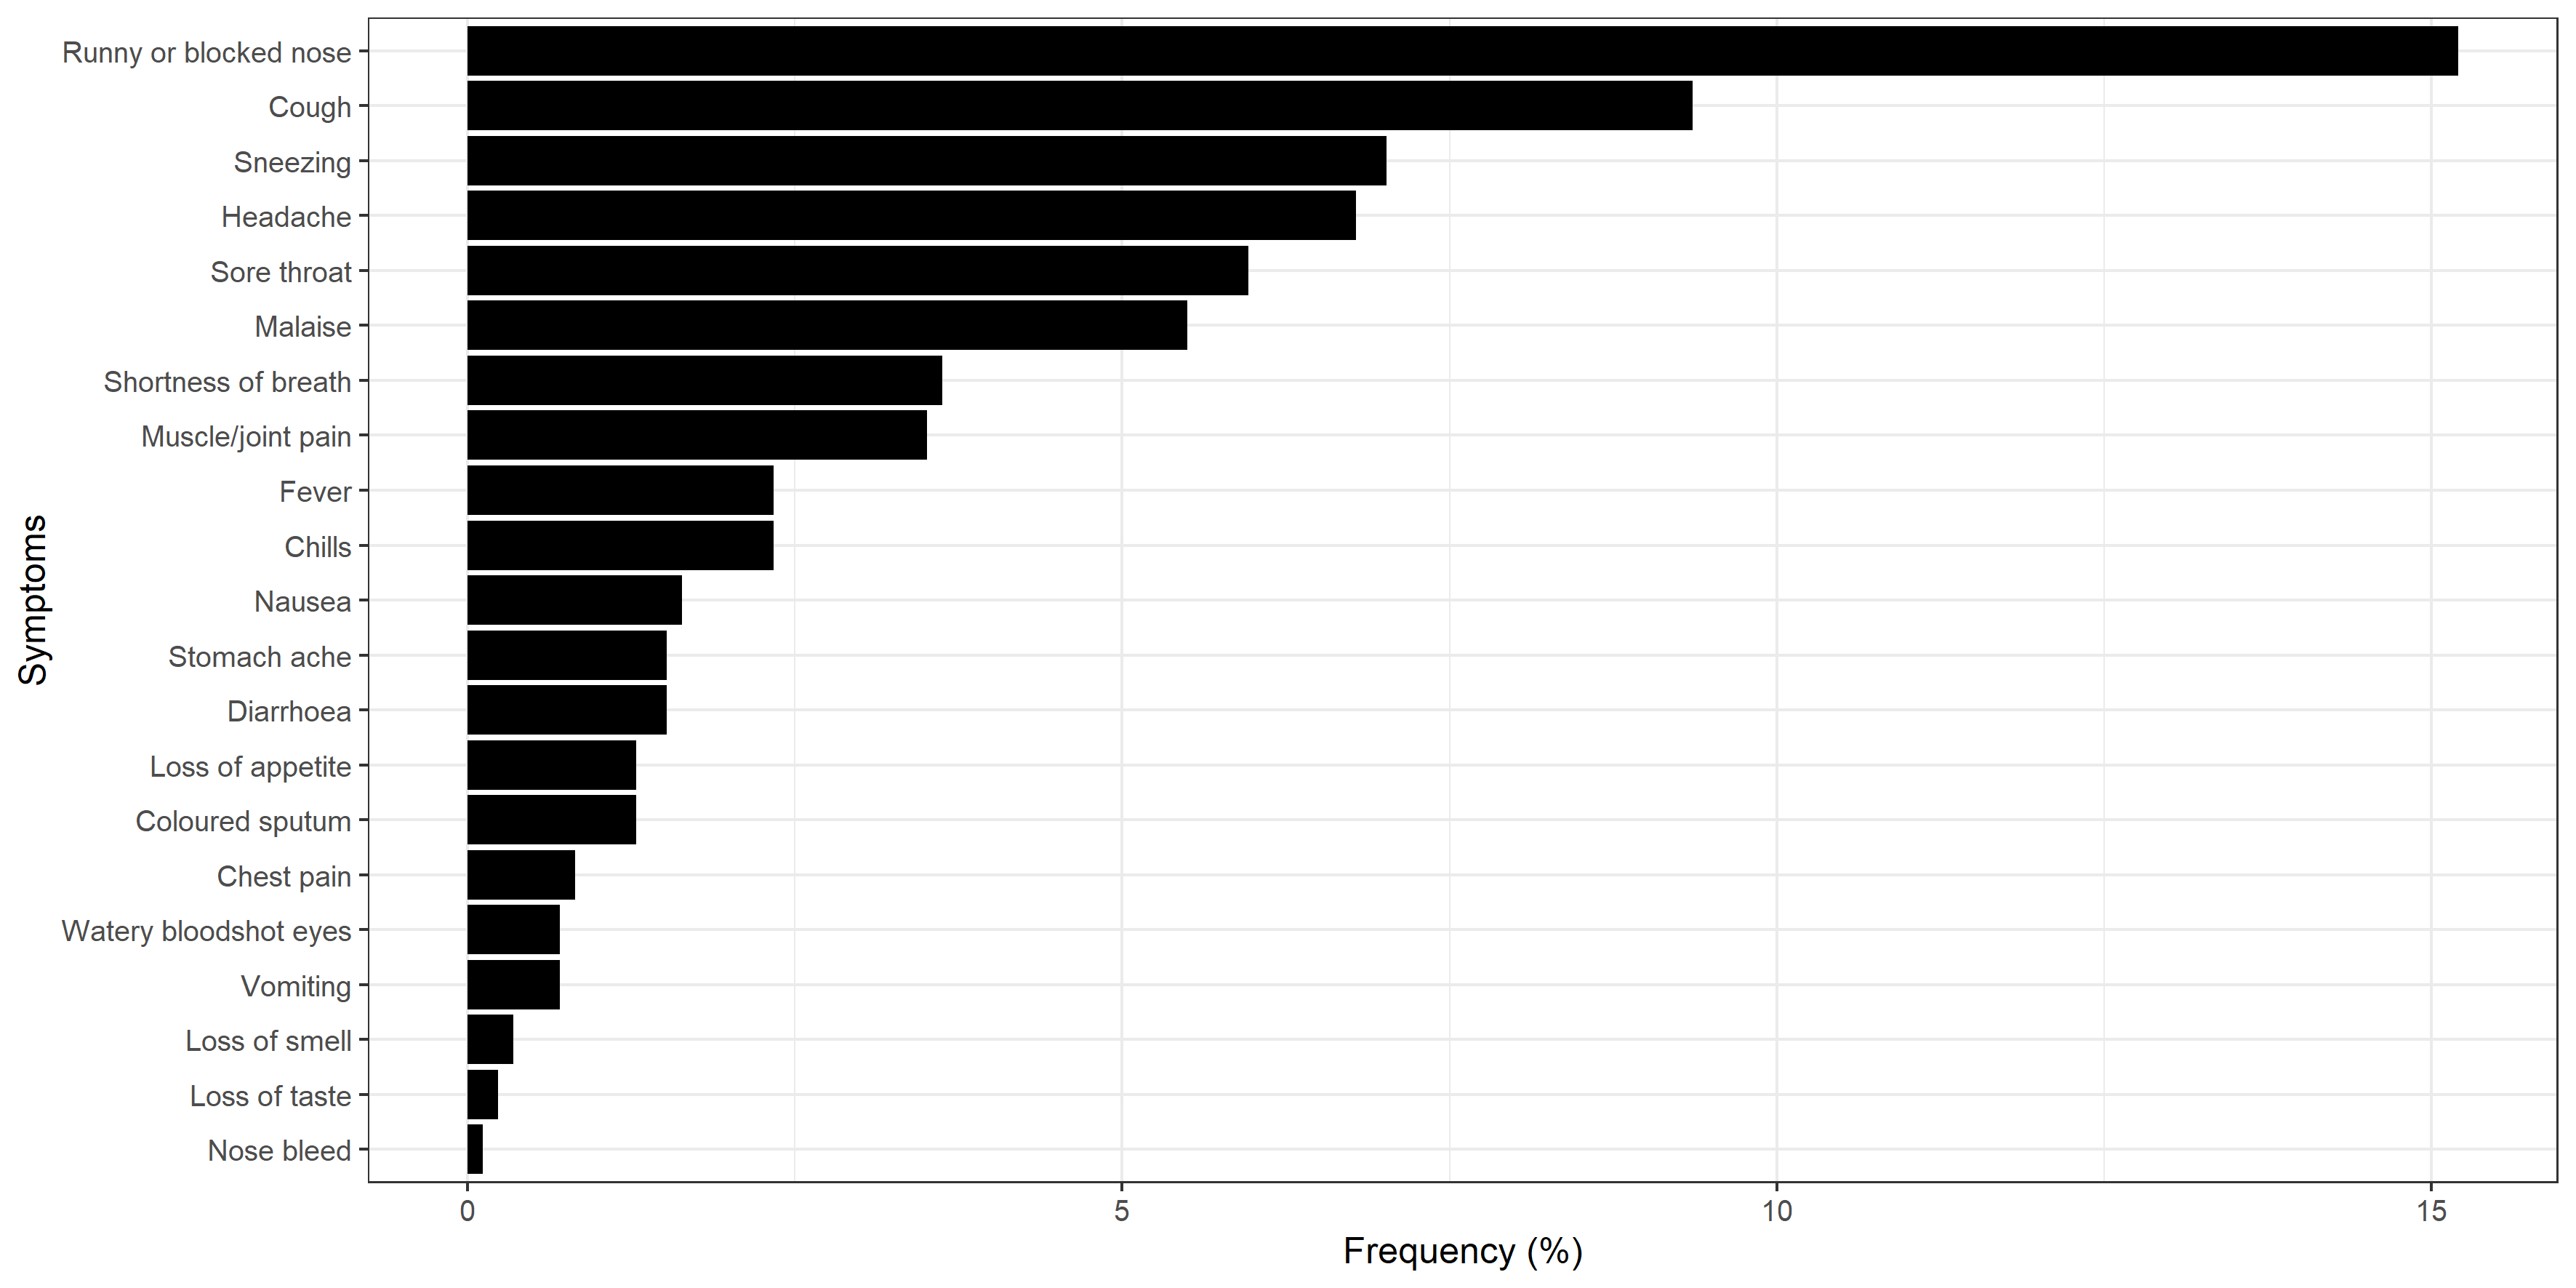 Runny or blocked nose
Cough
Sneezing
Headache
Sore throat
Malaise
Shortness of breath
Muscle/joint pain
Fever
Chills
Nausea
Stomach ache
Diarrhoea
Loss of appetite
Coloured sputum
Chest pain
Watery bloodshot eyes
Vomiting
Loss of smell
Loss of taste
Nose bleed
Symptoms
0 5 10 15
Frequency (%)